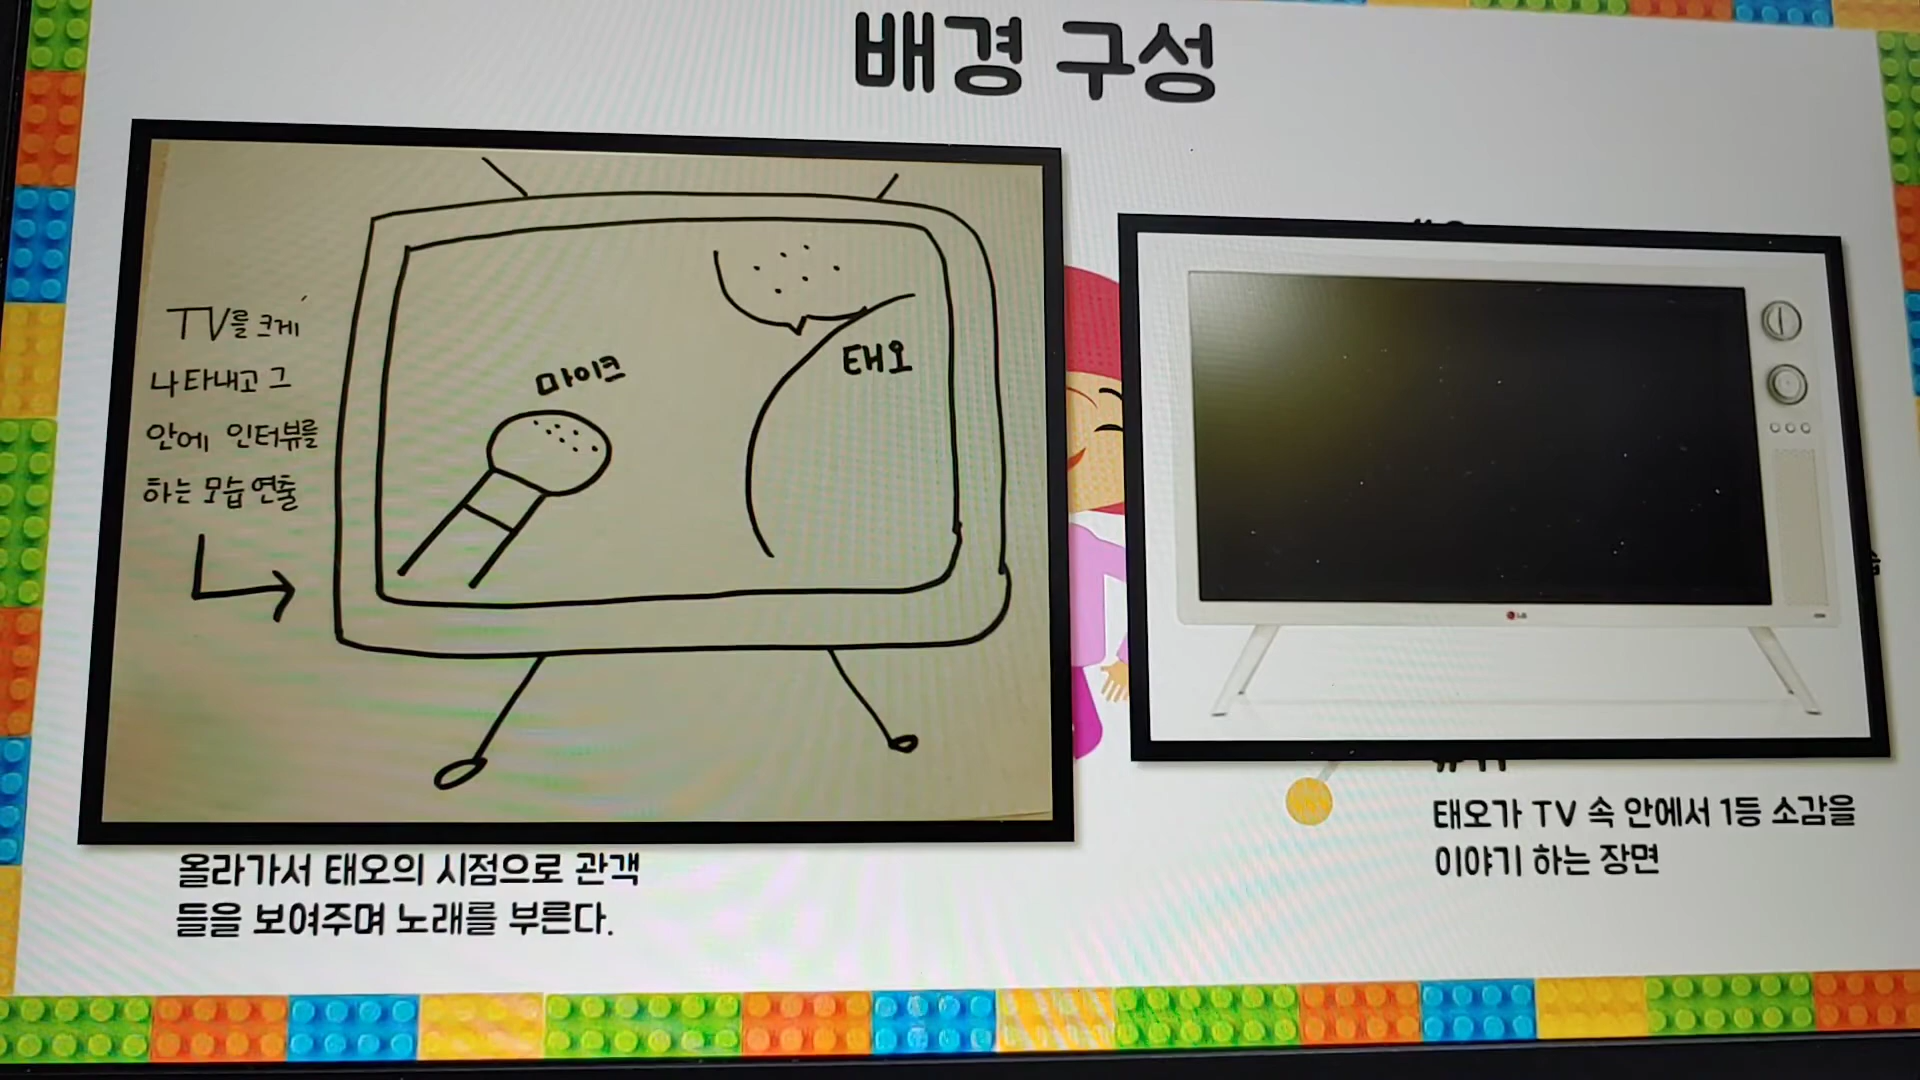 배경 구성
TV를 크게
나타내고 그
안에 인터뷰를
하는 모습 연출
마이크
태오
LG
올라가서 태오의 시점으로 관객
들을 보여주며 노래를 부른다.
태오가 TV 속 안에서 1등 소감을
이야기 하는 장면